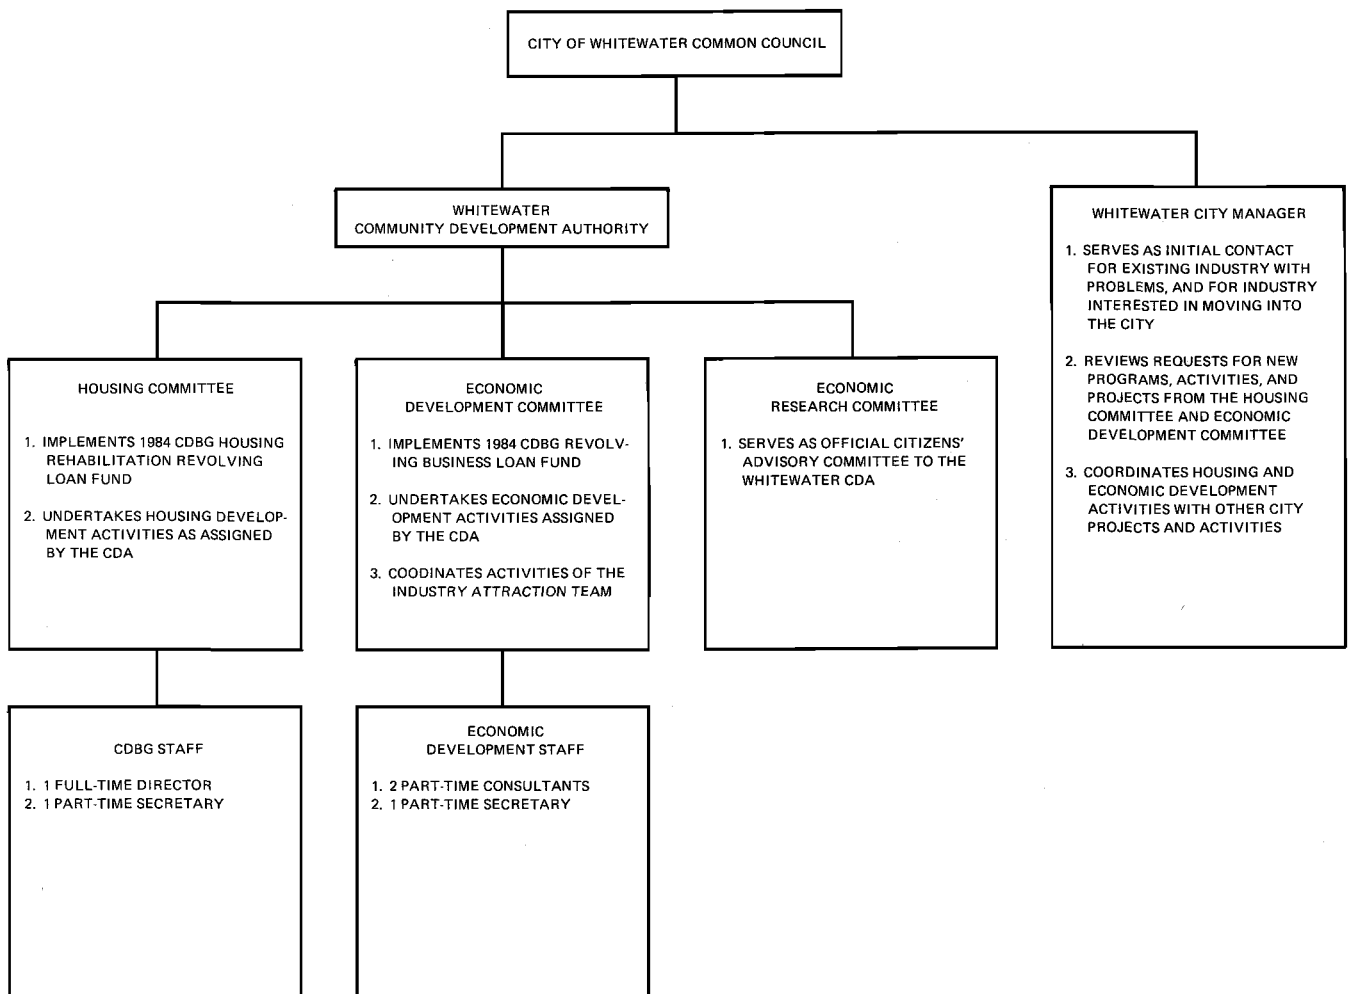 CITY OF WHITEWATER COMMON COUNCIL
WHITEWATER
COMMUNITY DEVELOPMENT AUTHORITY
WHITEWATER CITY MANAGER
1. SERVES AS INITIAL CONTACT
FOR EXISTING INDUSTRY WITH
PROBLEMS, AND FOR INDUSTRY
INTERESTED IN MOVING INTO
THE CITY
2. REVIEWS REQUESTS FOR NEW
PROGRAMS, ACTIVITIES, AND
PROJECTS FROM THE HOUSING
COMMITTEE AND ECONOMIC
DEVELOPMENT COMMITTEE
3. COORDINATES HOUSING AND
ECONOMIC DEVELOPMENT
ACTIVITIES WITH OTHER CITY
PROJECTS AND ACTIVITIES
HOUSING COMMITTEE
1. IMPLEMENTS 1984 CDBG HOUSING
REHABILITATION REVOLVING
LOAN FUND
2. UNDERTAKES HOUSING DEVELOP-
MENT ACTIVITIES AS ASSIGNED
BY THE CDA
ECONOMIC
DEVELOPMENT COMMITTEE
1. IMPLEMENTS 1984 CDBG REVOLV-
ING BUSINESS LOAN FUND
2. UNDERTAKES ECONOMIC DEVEL-
OPMENT ACTIVITIES ASSIGNED
BY THE CDA
3. COODINATES ACTIVITIES OF THE
INDUSTRY ATTRACTION TEAM
ECONOMIC
RESEARCH COMMITTEE
1. SERVES AS OFFICIAL CITIZENS'
ADVISORY COMMITTEE TO THE
WHITEWATER CDA
CDBG STAFF
1. 1 FULL-TIME DIRECTOR
2. 1 PART-TIME SECRETARY
ECONOMIC
DEVELOPMENT STAFF
1. 2 PART-TIME CONSULTANTS
2. 1 PART-TIME SECRETARY